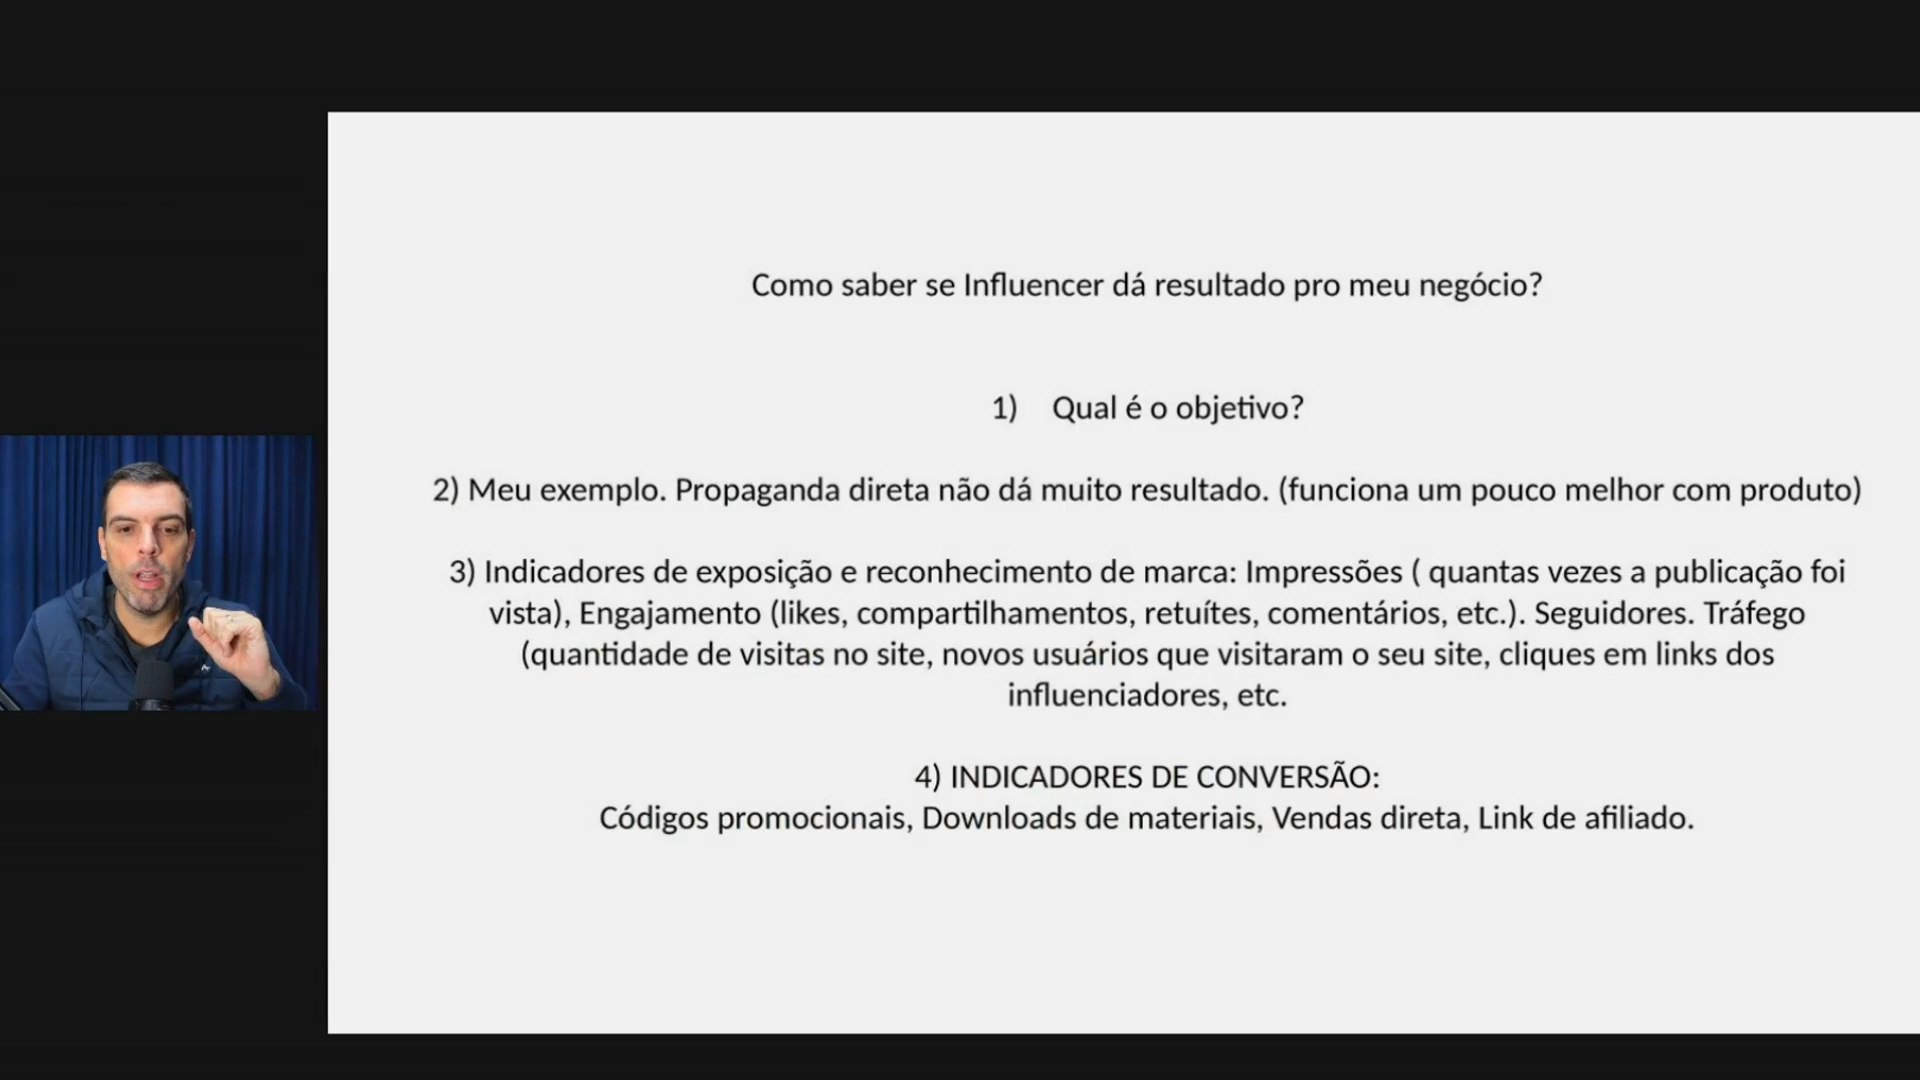 Como saber se Influencer dá resultado pro meu negócio?
1) Qual é o objetivo?
2) Meu exemplo. Propaganda direta não dá muito resultado. (funciona um pouco melhor com produto)
3) Indicadores de exposição e reconhecimento de marca: Impressões ( quantas vezes a publicação foi
vista), Engajamento (likes, compartilhamentos, retuítes, comentários, etc.). Seguidores. Tráfego
(quantidade de visitas no site, novos usuários que visitaram o seu site, cliques em links dos
influenciadores, etc.
4) INDICADORES DE CONVERSÃO:
Códigos promocionais, Downloads de materiais, Vendas direta, Link de afiliado.